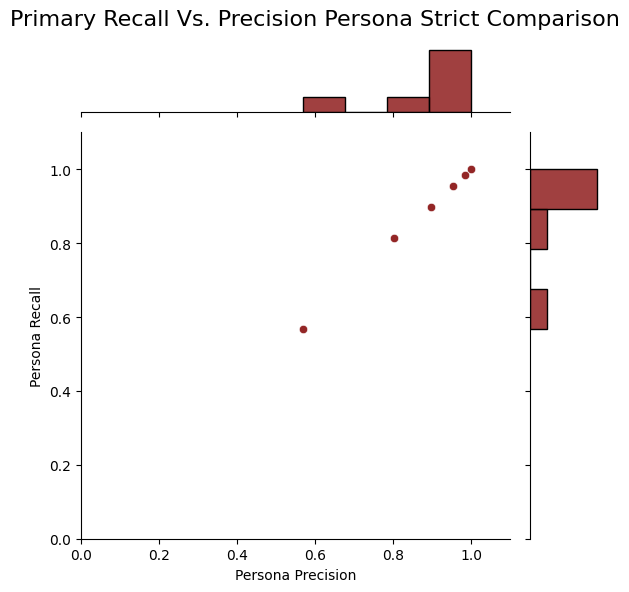 Primary Recall Vs. Precision Persona Strict Comparison
1.0
0.8
0.6
0.4
0.2
0.0
Persona Recall
0.0 0.2 0.4 0.6 0.8 1.0
Persona Precision